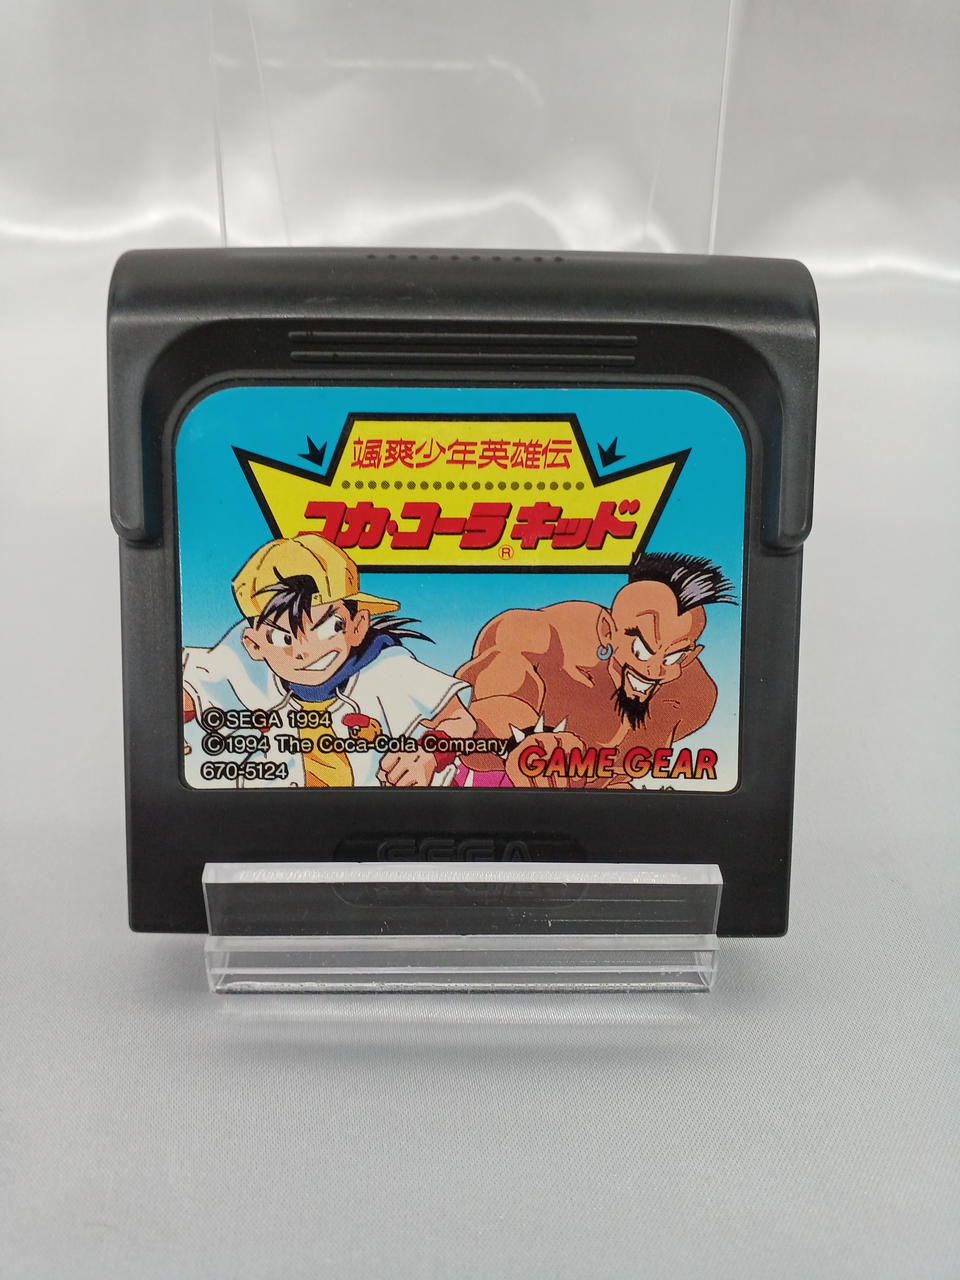 颯爽少年英雄伝
コカ・コーラ キッド
®
© SEGA 1994
© 1994 The Coca-Cola Company
670-5124
GAME GEAR
SEGA